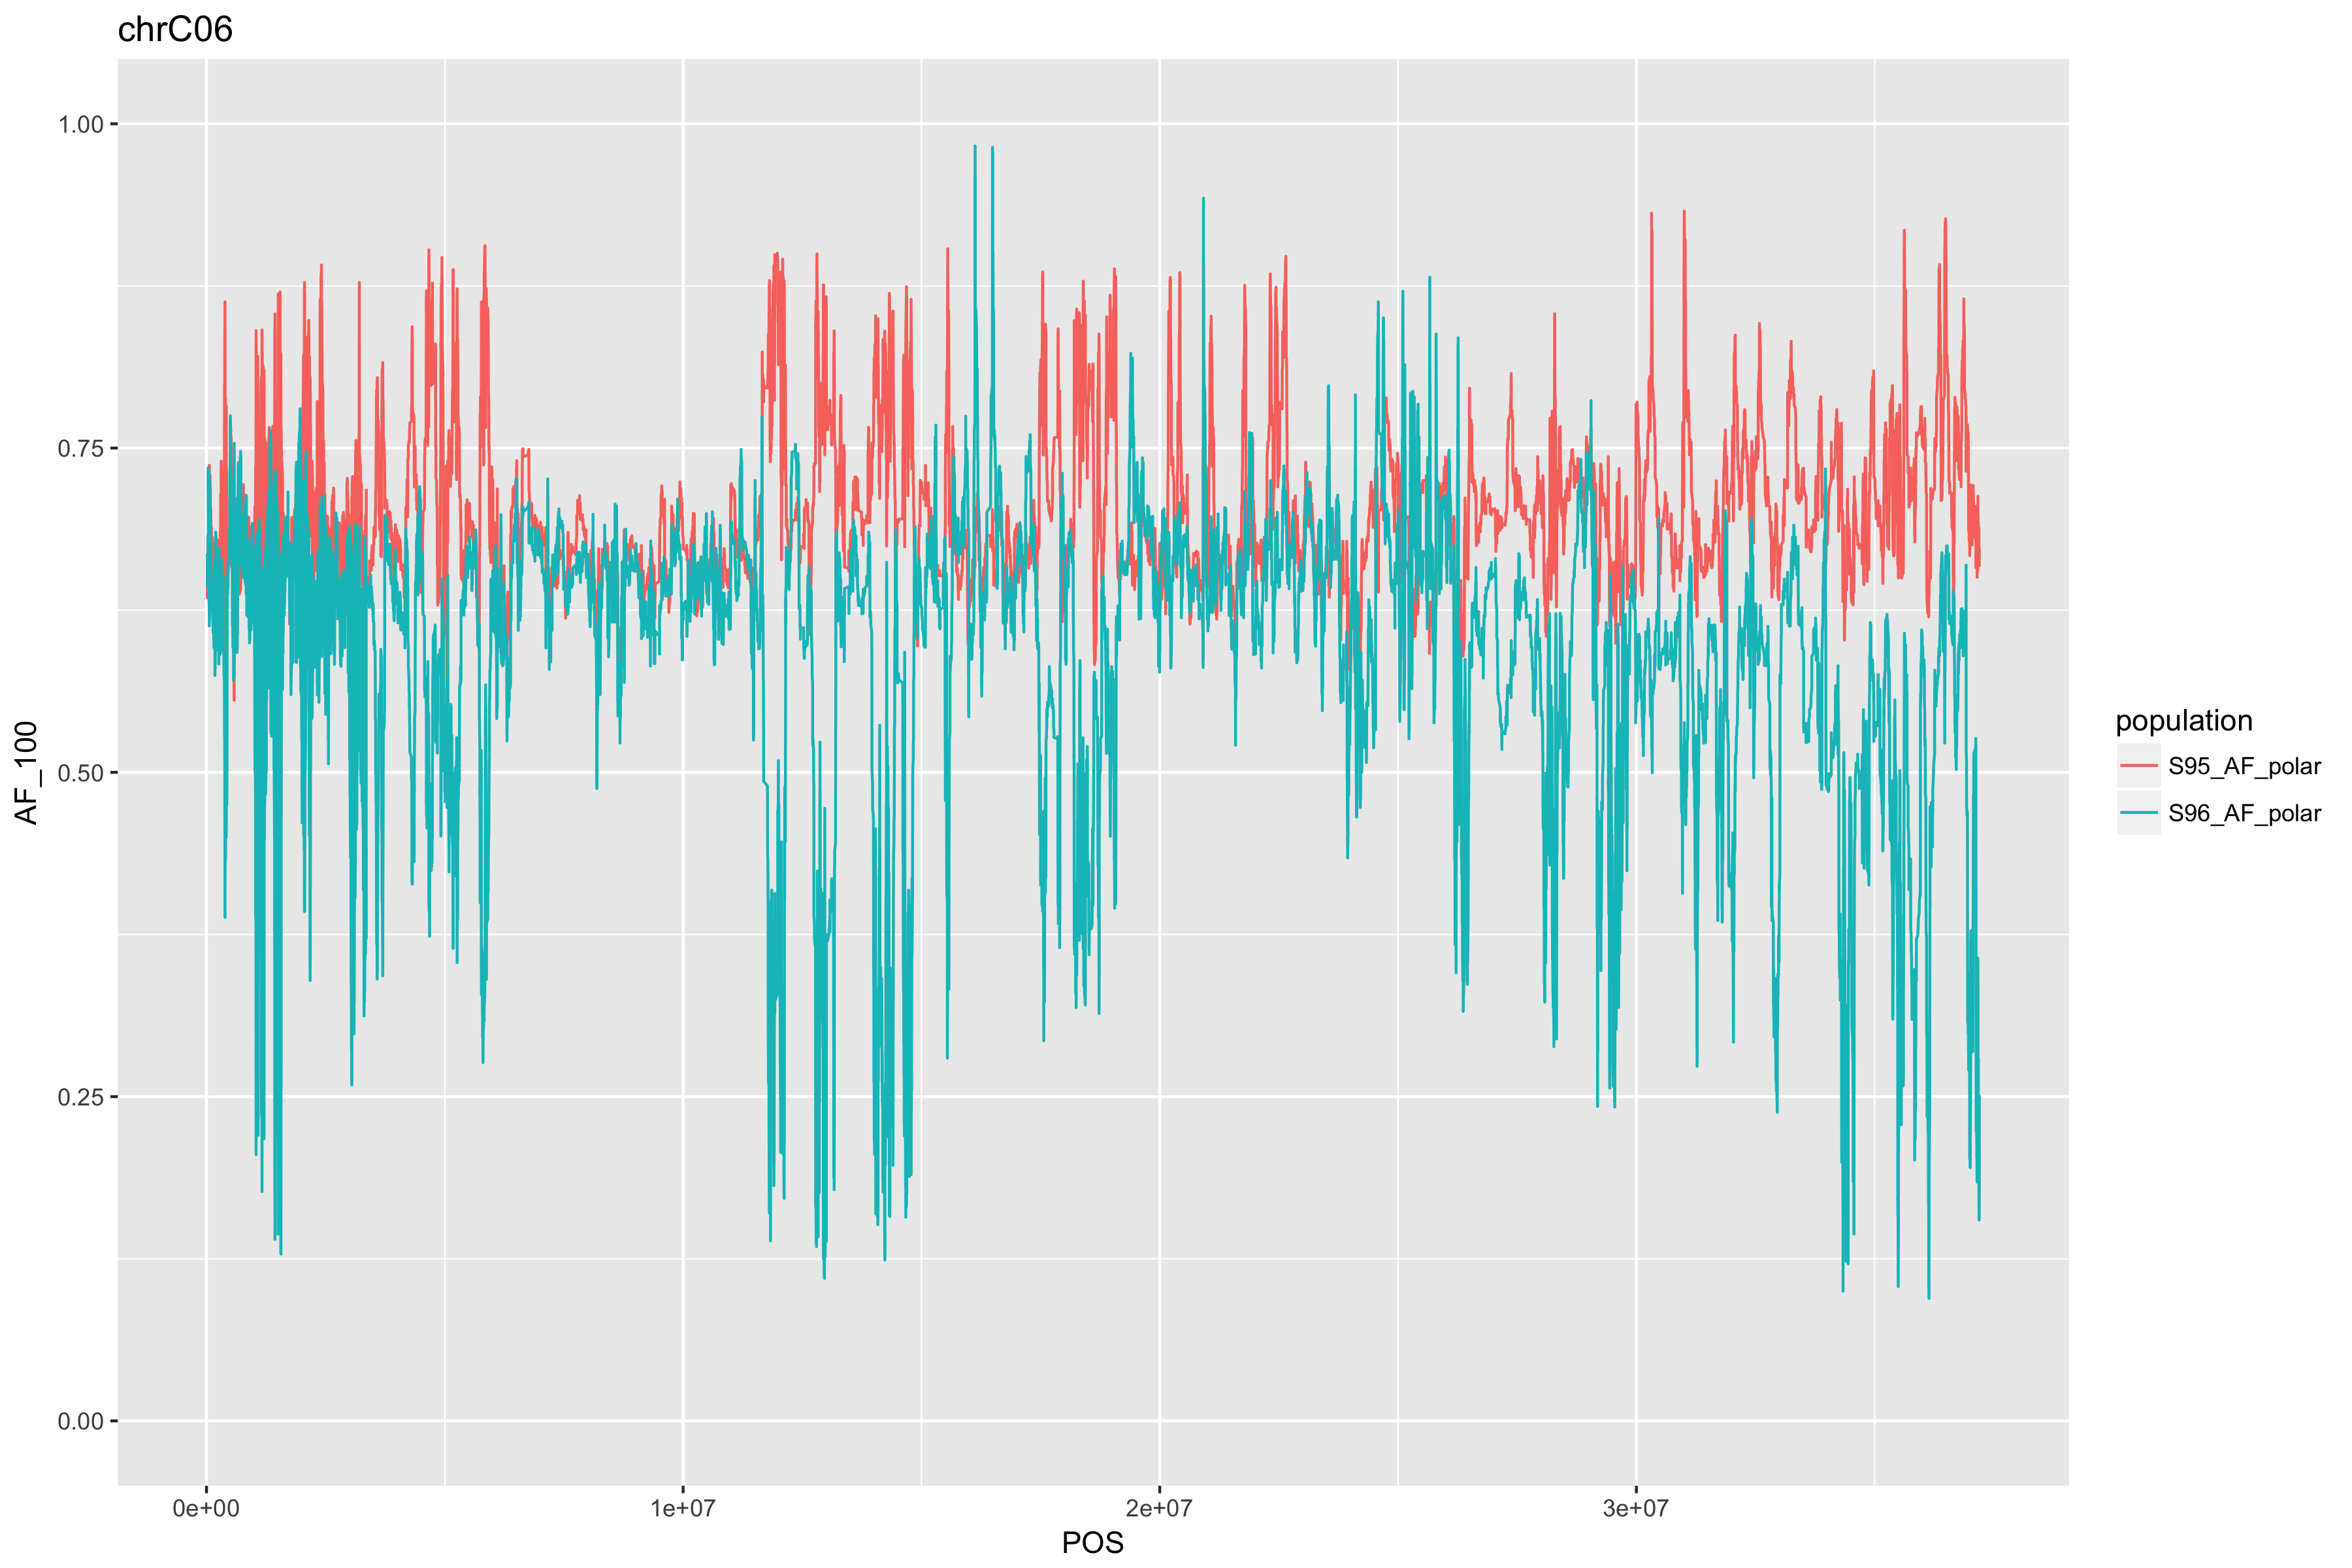 chrC06
1.00
0.75
0.50
0.25
0.00
AF_100
0e+00
1e+07
2e+07
3e+07
POS
population
S95_AF_polar
S96_AF_polar